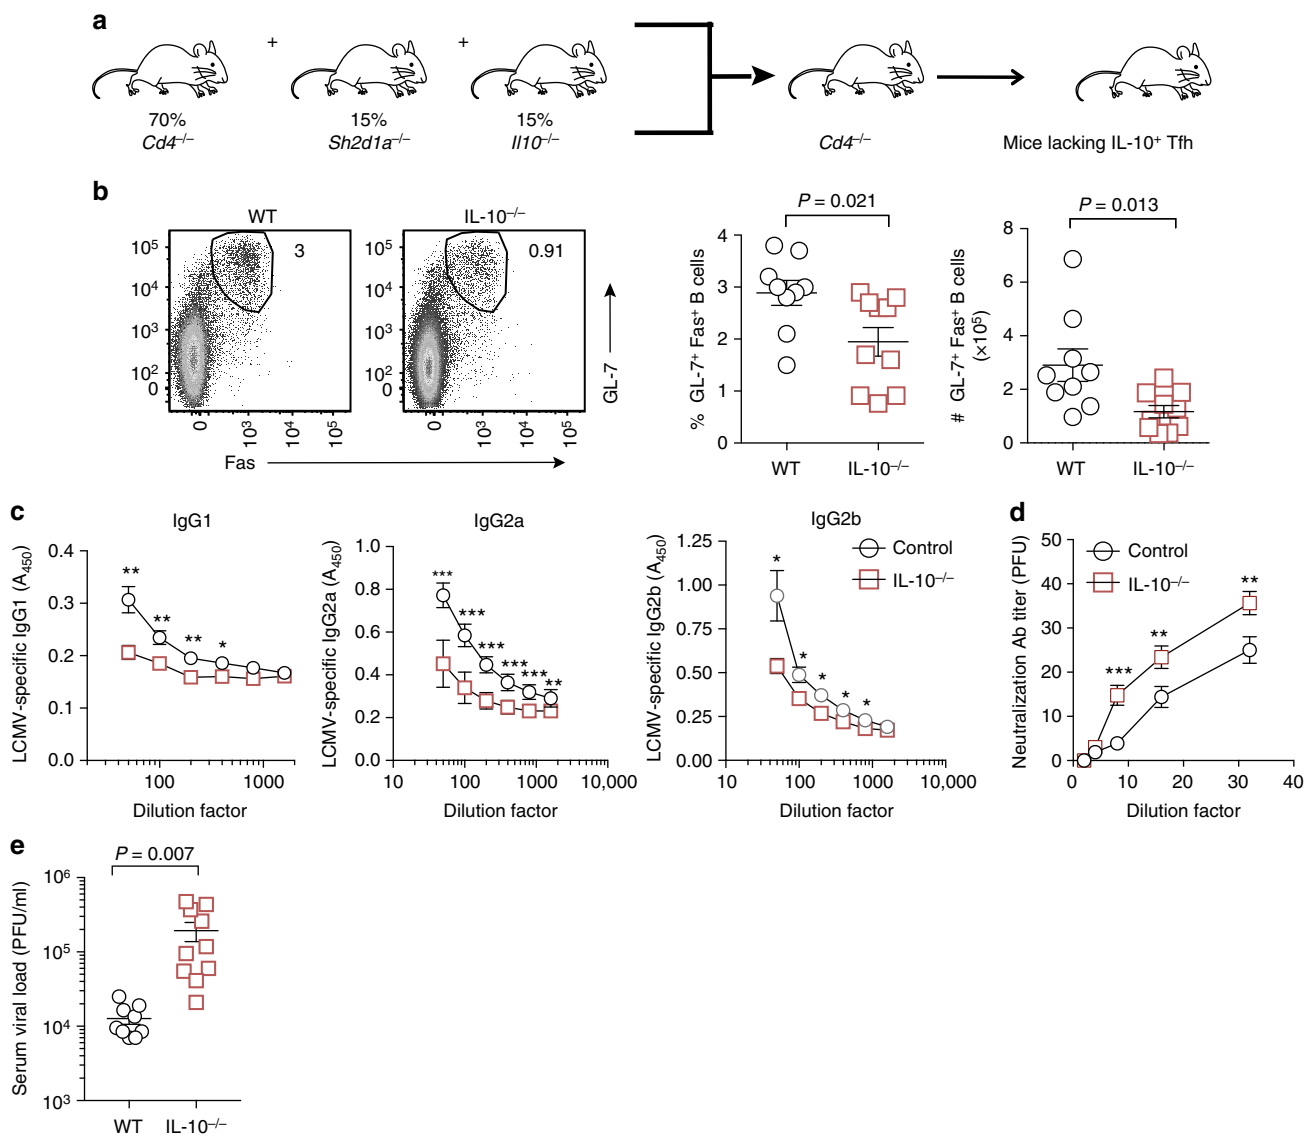 a
+
+
70%
Cd4–/–
15%
Sh2d1a–/–
15%
Il10–/–
Cd4–/–
Mice lacking IL-10+ Tfh
b
WT
3
10⁵
10⁴
10³
10²
0
0
10³
10⁴
10⁵
IL-10–/–
0.91
10⁵
10⁴
10³
10²
0
0
10³
10⁴
10⁵
Fas
GL-7
P = 0.021
% GL-7+ Fas+ B cells
4
3
2
1
0
WT
IL-10–/–
P = 0.013
# GL-7+ Fas+ B cells
(×10⁵)
8
6
4
2
0
WT
IL-10–/–
c
IgG1
LCMV-specific IgG1 (A450)
0.4
0.3
0.2
0.1
0.0
**
**
**
*
100
1000
Dilution factor
IgG2a
LCMV-specific IgG2a (A450)
1.0
0.8
0.6
0.4
0.2
0.0
***
***
***
***
***
**
10
100
1000
10,000
Dilution factor
IgG2b
LCMV-specific IgG2b (A450)
1.25
1.00
0.75
0.50
0.25
0.00
*
*
*
*
*
Control
IL-10–/–
10
100
1000
10,000
Dilution factor
d
Neutralization Ab titer (PFU)
50
40
30
20
10
0
Control
IL-10–/–
***
**
**
0
10
20
30
40
Dilution factor
e
P = 0.007
Serum viral load (PFU/ml)
10⁶
10⁵
10⁴
10³
WT
IL-10–/–